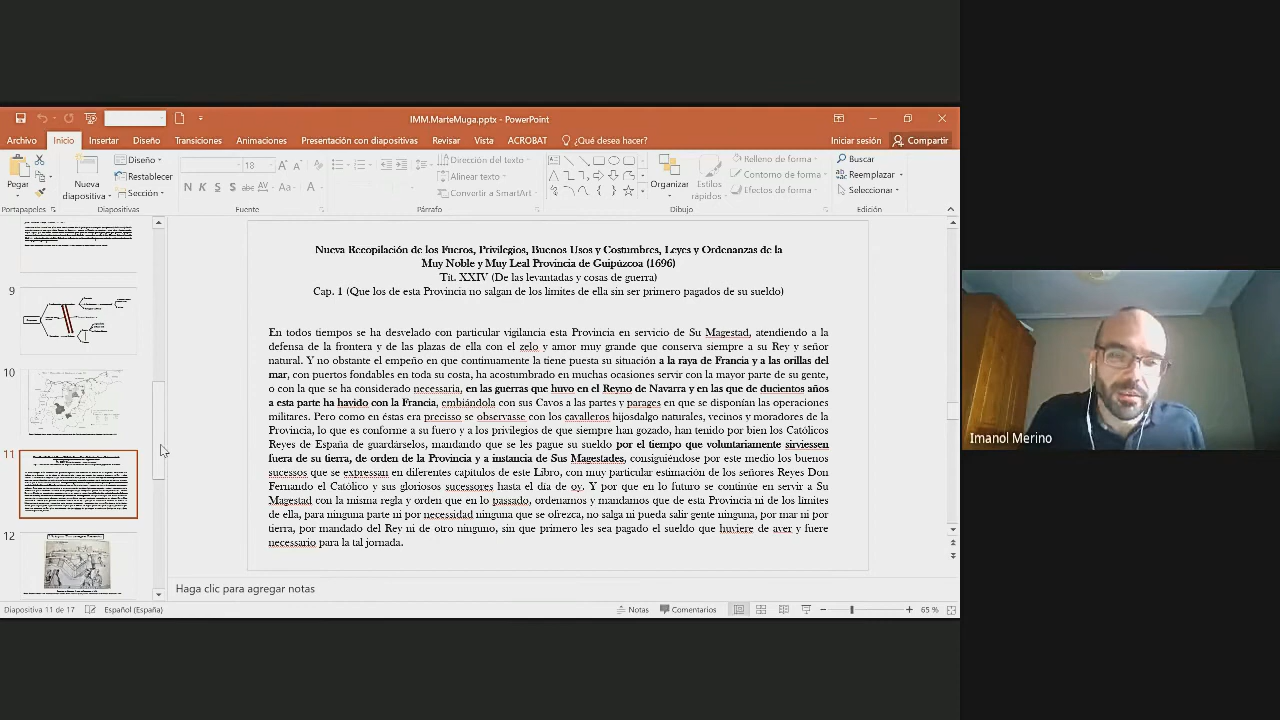 IMM.MarteMuga.pptx - PowerPoint
Archivo Inicio Insertar Diseño Transiciones Animaciones Presentación con diapositivas Revisar Vista ACROBAT ¿Qué desea hacer? Iniciar sesión Compartir
Pegar
Nueva diapositiva
Diseño
Restablecer
Sección
18
N K S S abc AV Aa A
Dirección del texto
Alinear texto
Convertir a SmartArt
Organizar
Estilos rápidos
Relleno de forma
Contorno de forma
Efectos de forma
Buscar
Reemplazar
Seleccionar
Portapapeles Diapositivas Fuente Párrafo Dibujo Edición
9
10
11
12
Nueva Recopilación de los Fueros, Privilegios, Buenos Usos y Costumbres, Leyes y Ordenanzas de la
Muy Noble y Muy Leal Provincia de Guipúzcoa (1696)
Tít. XXIV (De las levantadas y cosas de guerra)
Cap. 1 (Que los de esta Provincia no salgan de los límites de ella sin ser primero pagados de su sueldo)
En todos tiempos se ha desvelado con particular vigilancia esta Provincia en servicio de Su Magestad, atendiendo a la
defensa de la frontera y de las plazas de ella con el zelo y amor muy grande que conserva siempre a su Rey y señor
natural. Y no obstante el empeño en que continuamente la tiene puesta su situación a la raya de Francia y a las orillas del
mar, con puertos fondables en toda su costa, ha acostumbrado en muchas ocasiones servir con la mayor parte de su gente,
o con la que se ha considerado necessaria, en las guerras que huvo en el Reyno de Navarra y en las que de ducientos años
a esta parte ha havido con la Francia, embiándola con sus Cavos a las partes y parages en que se disponían las operaciones
militares. Pero como en éstas era precisso se observasse con los cavalleros hijosdalgo naturales, vecinos y moradores de la
Provincia, lo que es conforme a su fuero y a los privilegios de que siempre han gozado, han tenido por bien los Católicos
Reyes de España de guardárselos, mandando que se les pague su sueldo por el tiempo que voluntariamente sirviessen
fuera de su tierra, de orden de la Provincia y a instancia de Sus Magestades, consiguiéndose por este medio los buenos
sucessos que se expressan en diferentes capítulos de este Libro, con muy particular estimación de los señores Reyes Don
Fernando el Católico y sus gloriosos sucessores hasta el día de oy. Y por que en lo futuro se continúe en servir a Su
Magestad con la misma regla y orden que en lo passado, ordenamos y mandamos que de esta Provincia ni de los límites
de ella, para ninguna parte ni por necessidad ninguna que se ofrezca, no salga ni pueda salir gente ninguna, por mar ni por
tierra, por mandado del Rey ni de otro ninguno, sin que primero les sea pagado el sueldo que huviere de aver y fuere
necessario para la tal jornada.
Haga clic para agregar notas
Diapositiva 11 de 17 Español (España) Notas Comentarios 65 %
Imanol Merino